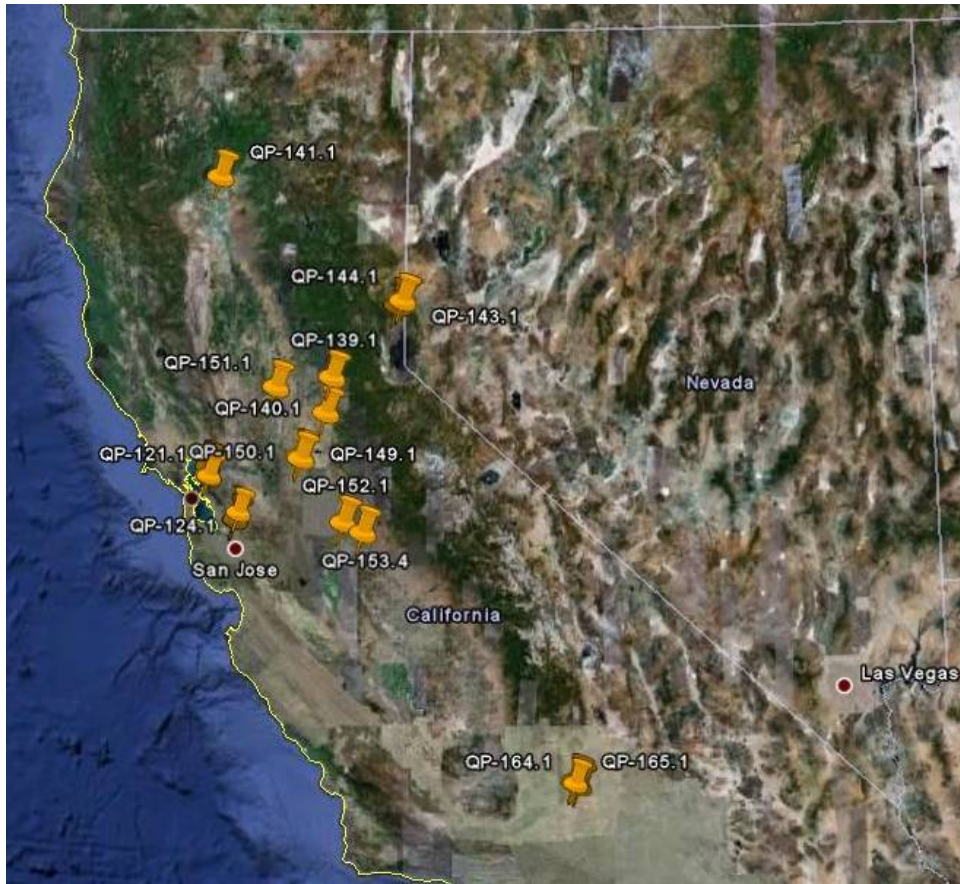 QP-141.1
QP-144.1
QP-143.1
QP-139.1
QP-151.1
Nevada
QP-140.1
QP-121.1
QP-150.1
QP-149.1
QP-152.1
QP-124.1
QP-153.4
San Jose
California
Las Vegas
QP-164.1
QP-165.1